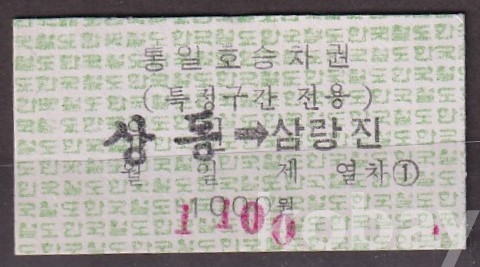 통일호승차권
(특정구간 전용)
상동→삼랑진
월 일 제 열차①
1000원
1100